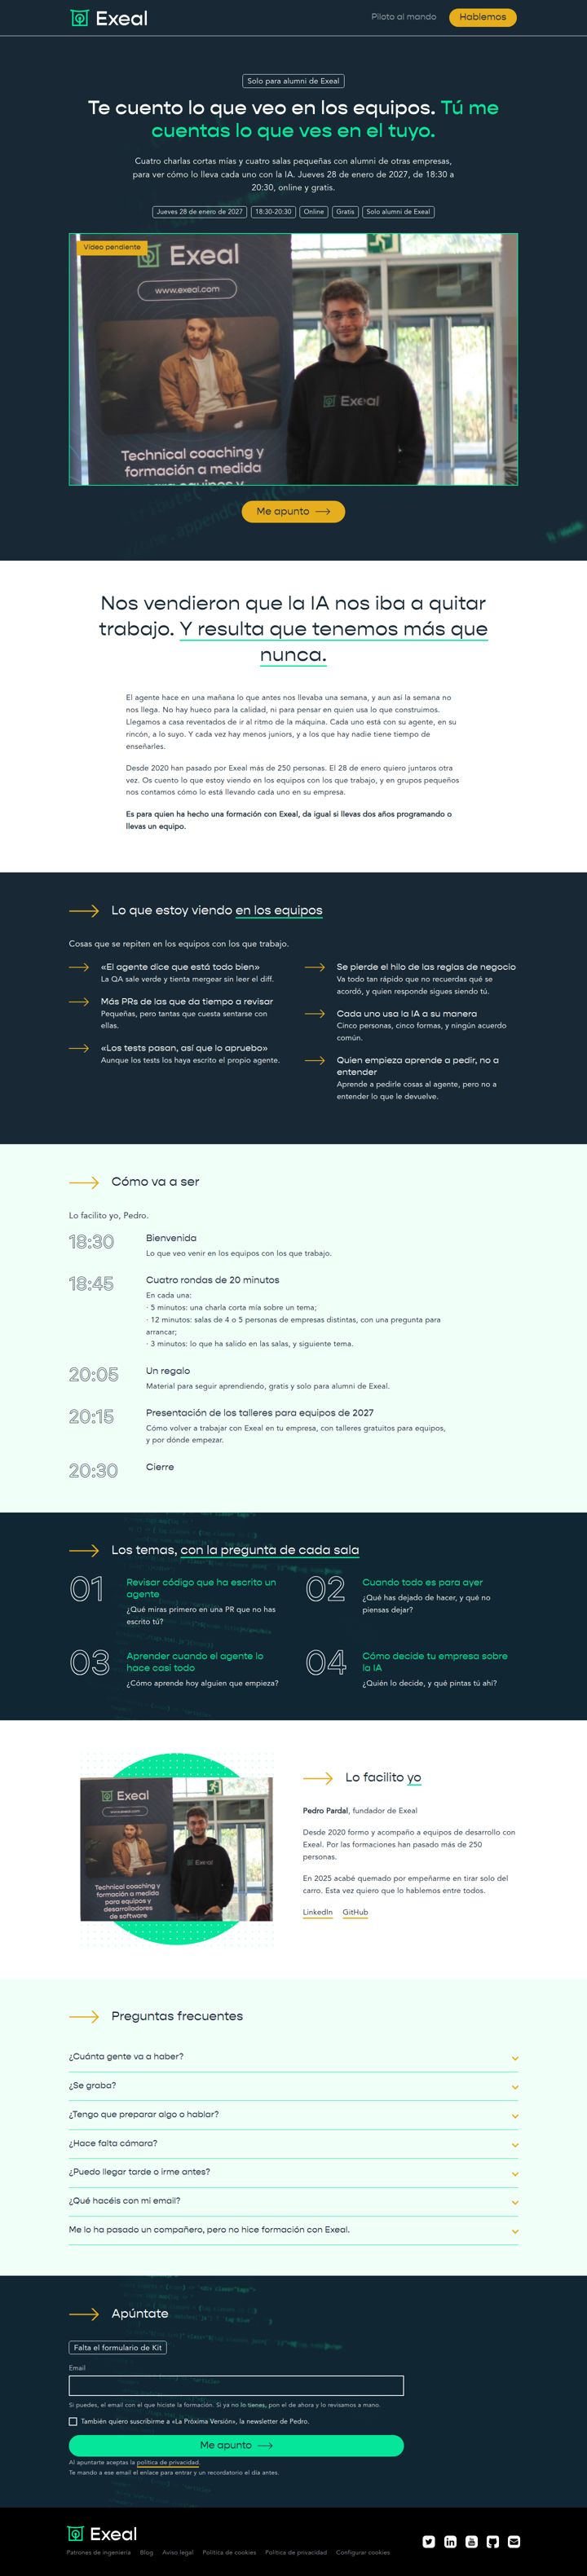 Exeal
Piloto al mando
Hablemos
Solo para alumni de Exeal
Te cuento lo que veo en los equipos. Tú me
cuentas lo que ves en el tuyo.
Cuatro charlas cortas mías y cuatro salas pequeñas con alumni de otras empresas,
para ver cómo lo lleva cada uno con la IA. Jueves 28 de enero de 2027, de 18:30 a
20:30, online y gratis.
Jueves 28 de enero de 2027
18:30-20:30
Online
Gratis
Solo alumni de Exeal
Vídeo pendiente
Exeal
www.exeal.com
Technical coaching y
formación a medida
para equipos y
Exeal
Me apunto
Nos vendieron que la IA nos iba a quitar
trabajo. Y resulta que tenemos más que
nunca.
El agente hace en una mañana lo que antes nos llevaba una semana, y aun así la semana no
nos llega. No hay hueco para la calidad, ni para pensar en quien usa lo que construimos.
Llegamos a casa reventados de ir al ritmo de la máquina. Cada uno está con su agente, en su
rincón, a lo suyo. Y cada vez hay menos juniors, y a los que hay nadie tiene tiempo de
enseñarles.
Desde 2020 han pasado por Exeal más de 250 personas. El 28 de enero quiero juntaros otra
vez. Os cuento lo que estoy viendo en los equipos con los que trabajo, y en grupos pequeños
nos contamos cómo lo está llevando cada uno en su empresa.
Es para quien ha hecho una formación con Exeal, da igual si llevas dos años programando o
llevas un equipo.
Lo que estoy viendo en los equipos
Cosas que se repiten en los equipos con los que trabajo.
«El agente dice que está todo bien»
La QA sale verde y tienta mergear sin leer el diff.
Más PRs de las que da tiempo a revisar
Pequeñas, pero tantas que cuesta sentarse con
ellas.
«Los tests pasan, así que lo apruebo»
Aunque los tests los haya escrito el propio agente.
Se pierde el hilo de las reglas de negocio
Va todo tan rápido que no recuerdas qué se
acordó, y quien responde sigues siendo tú.
Cada uno usa la IA a su manera
Cinco personas, cinco formas, y ningún acuerdo
común.
Quien empieza aprende a pedir, no a
entender
Aprende a pedirle cosas al agente, pero no a
entender lo que le devuelve.
Cómo va a ser
Lo facilito yo, Pedro.
18:30
Bienvenida
Lo que veo venir en los equipos con los que trabajo.
18:45
Cuatro rondas de 20 minutos
En cada una:
· 5 minutos: una charla corta mía sobre un tema;
· 12 minutos: salas de 4 o 5 personas de empresas distintas, con una pregunta para
arrancar;
· 3 minutos: lo que ha salido en las salas, y siguiente tema.
20:05
Un regalo
Material para seguir aprendiendo, gratis y solo para alumni de Exeal.
20:15
Presentación de los talleres para equipos de 2027
Cómo volver a trabajar con Exeal en tu empresa, con talleres gratuitos para equipos,
y por dónde empezar.
20:30
Cierre
Los temas, con la pregunta de cada sala
01
Revisar código que ha escrito un
agente
¿Qué miras primero en una PR que no has
escrito tú?
02
Cuando todo es para ayer
¿Qué has dejado de hacer, y qué no
piensas dejar?
03
Aprender cuando el agente lo
hace casi todo
¿Cómo aprende hoy alguien que empieza?
04
Cómo decide tu empresa sobre
la IA
¿Quién lo decide, y qué pintas tú ahí?
Exeal
Technical coaching y
formación a medida
para equipos y
desarrolladores
de software
Exeal
Lo facilito yo
Pedro Pardal, fundador de Exeal
Desde 2020 formo y acompaño a equipos de desarrollo con
Exeal. Por las formaciones han pasado más de 250
personas.
En 2025 acabé quemado por empeñarme en tirar solo del
carro. Esta vez quiero que lo hablemos entre todos.
LinkedIn
GitHub
Preguntas frecuentes
¿Cuánta gente va a haber?
¿Se graba?
¿Tengo que preparar algo o hablar?
¿Hace falta cámara?
¿Puedo llegar tarde o irme antes?
¿Qué hacéis con mi email?
Me lo ha pasado un compañero, pero no hice formación con Exeal.
Apúntate
Falta el formulario de Kit
Email
Si puedes, el email con el que hiciste la formación. Si ya no lo tienes, pon el de ahora y lo revisamos a mano.
También quiero suscribirme a «La Próxima Versión», la newsletter de Pedro.
Me apunto
Al apuntarte aceptas la política de privacidad.
Te mando a ese email el enlace para entrar y un recordatorio el día antes.
Exeal
Patrones de ingeniería
Blog
Aviso legal
Política de cookies
Política de privacidad
Configurar cookies